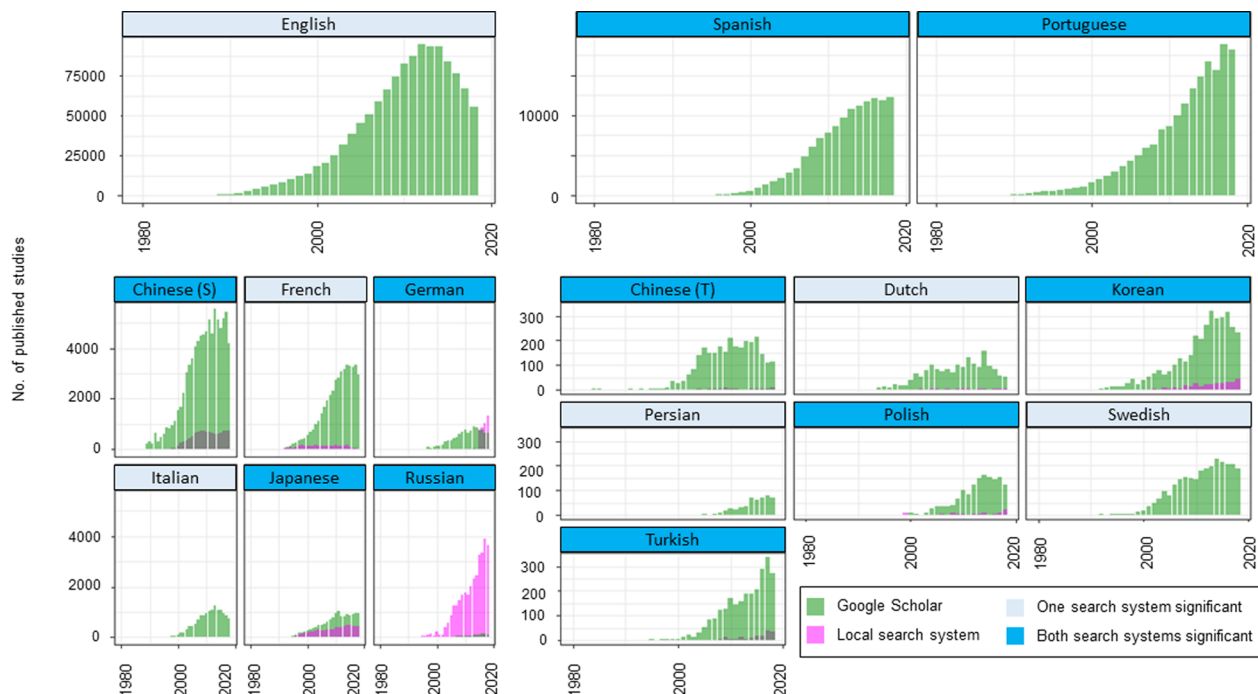 English
Spanish
Portuguese
75000
50000
25000
0
10000
0
1980
2000
2020
1980
2000
2020
1980
2000
2020
No. of published studies
Chinese (S)
French
German
Chinese (T)
Dutch
Korean
4000
2000
0
300
200
100
0
Persian
Polish
Swedish
300
200
100
0
Italian
Japanese
Russian
4000
2000
0
1980
2000
2020
1980
2000
2020
1980
2000
2020
1980
2000
2020
1980
2000
2020
Turkish
300
200
100
0
1980
2000
2020
Google Scholar
One search system significant
Local search system
Both search systems significant